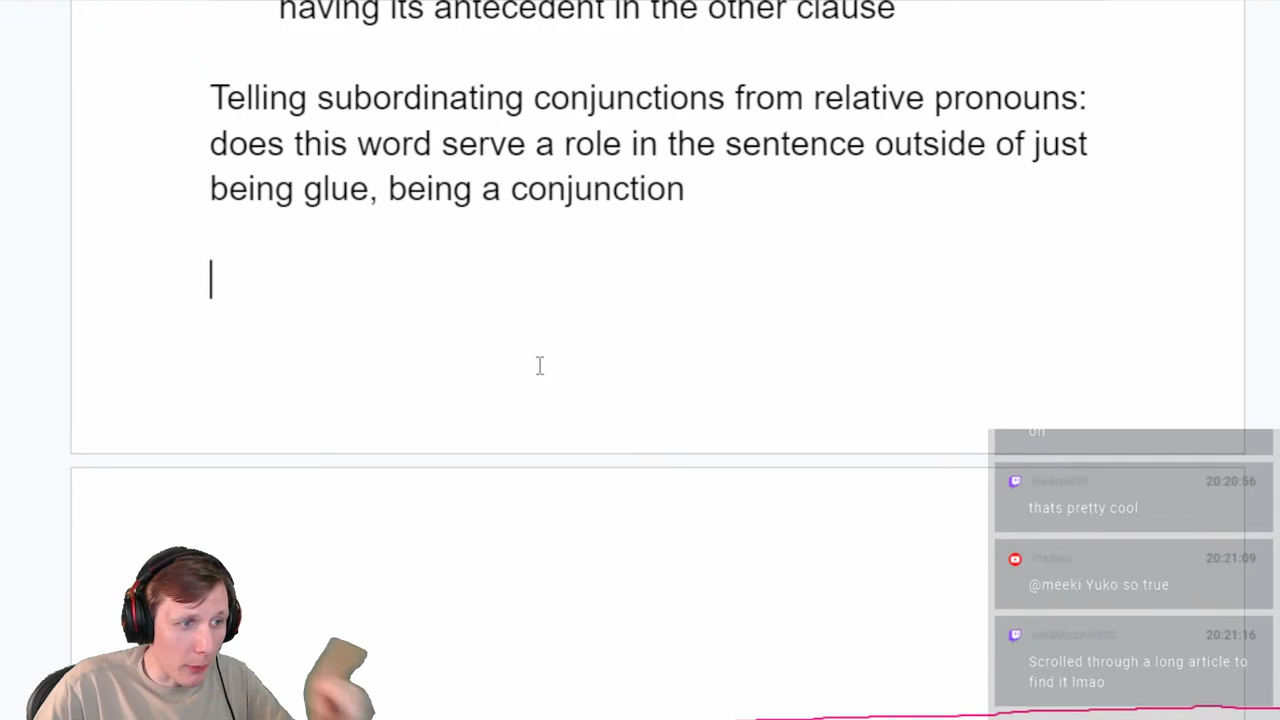 having its antecedent in the other clause
Telling subordinating conjunctions from relative pronouns:
does this word serve a role in the sentence outside of just
being glue, being a conjunction
on
20:20:56
thats pretty cool
20:21:09
@meeki Yuko so true
20:21:16
Scrolled through a long article to
find it lmao